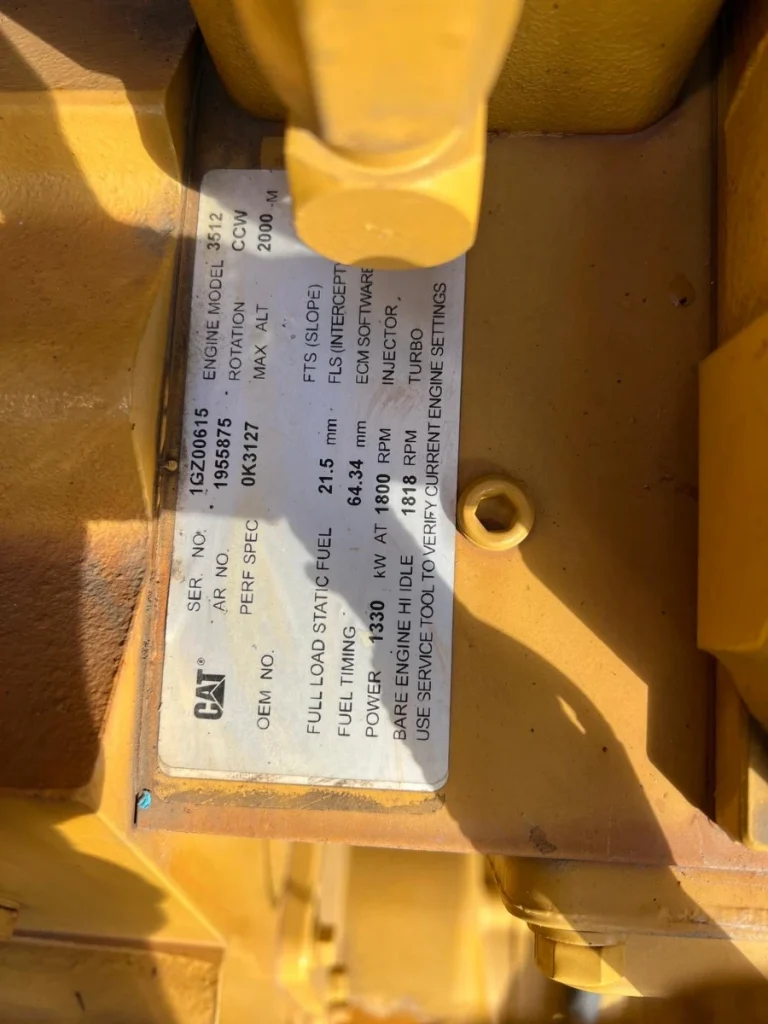 CAT® SER. NO. 1GZ00615 ENGINE MODEL 3512
AR NO. 1955875 ROTATION CCW
OEM NO. PERF SPEC 0K3127 MAX ALT 2000 -M
FULL LOAD STATIC FUEL 21.5 mm FTS (SLOPE)
FUEL TIMING 64.34 mm FLS (INTERCEPT)
POWER 1330 kW AT 1800 RPM ECM SOFTWARE
BARE ENGINE HI IDLE 1818 RPM INJECTOR
TURBO
USE SERVICE TOOL TO VERIFY CURRENT ENGINE SETTINGS